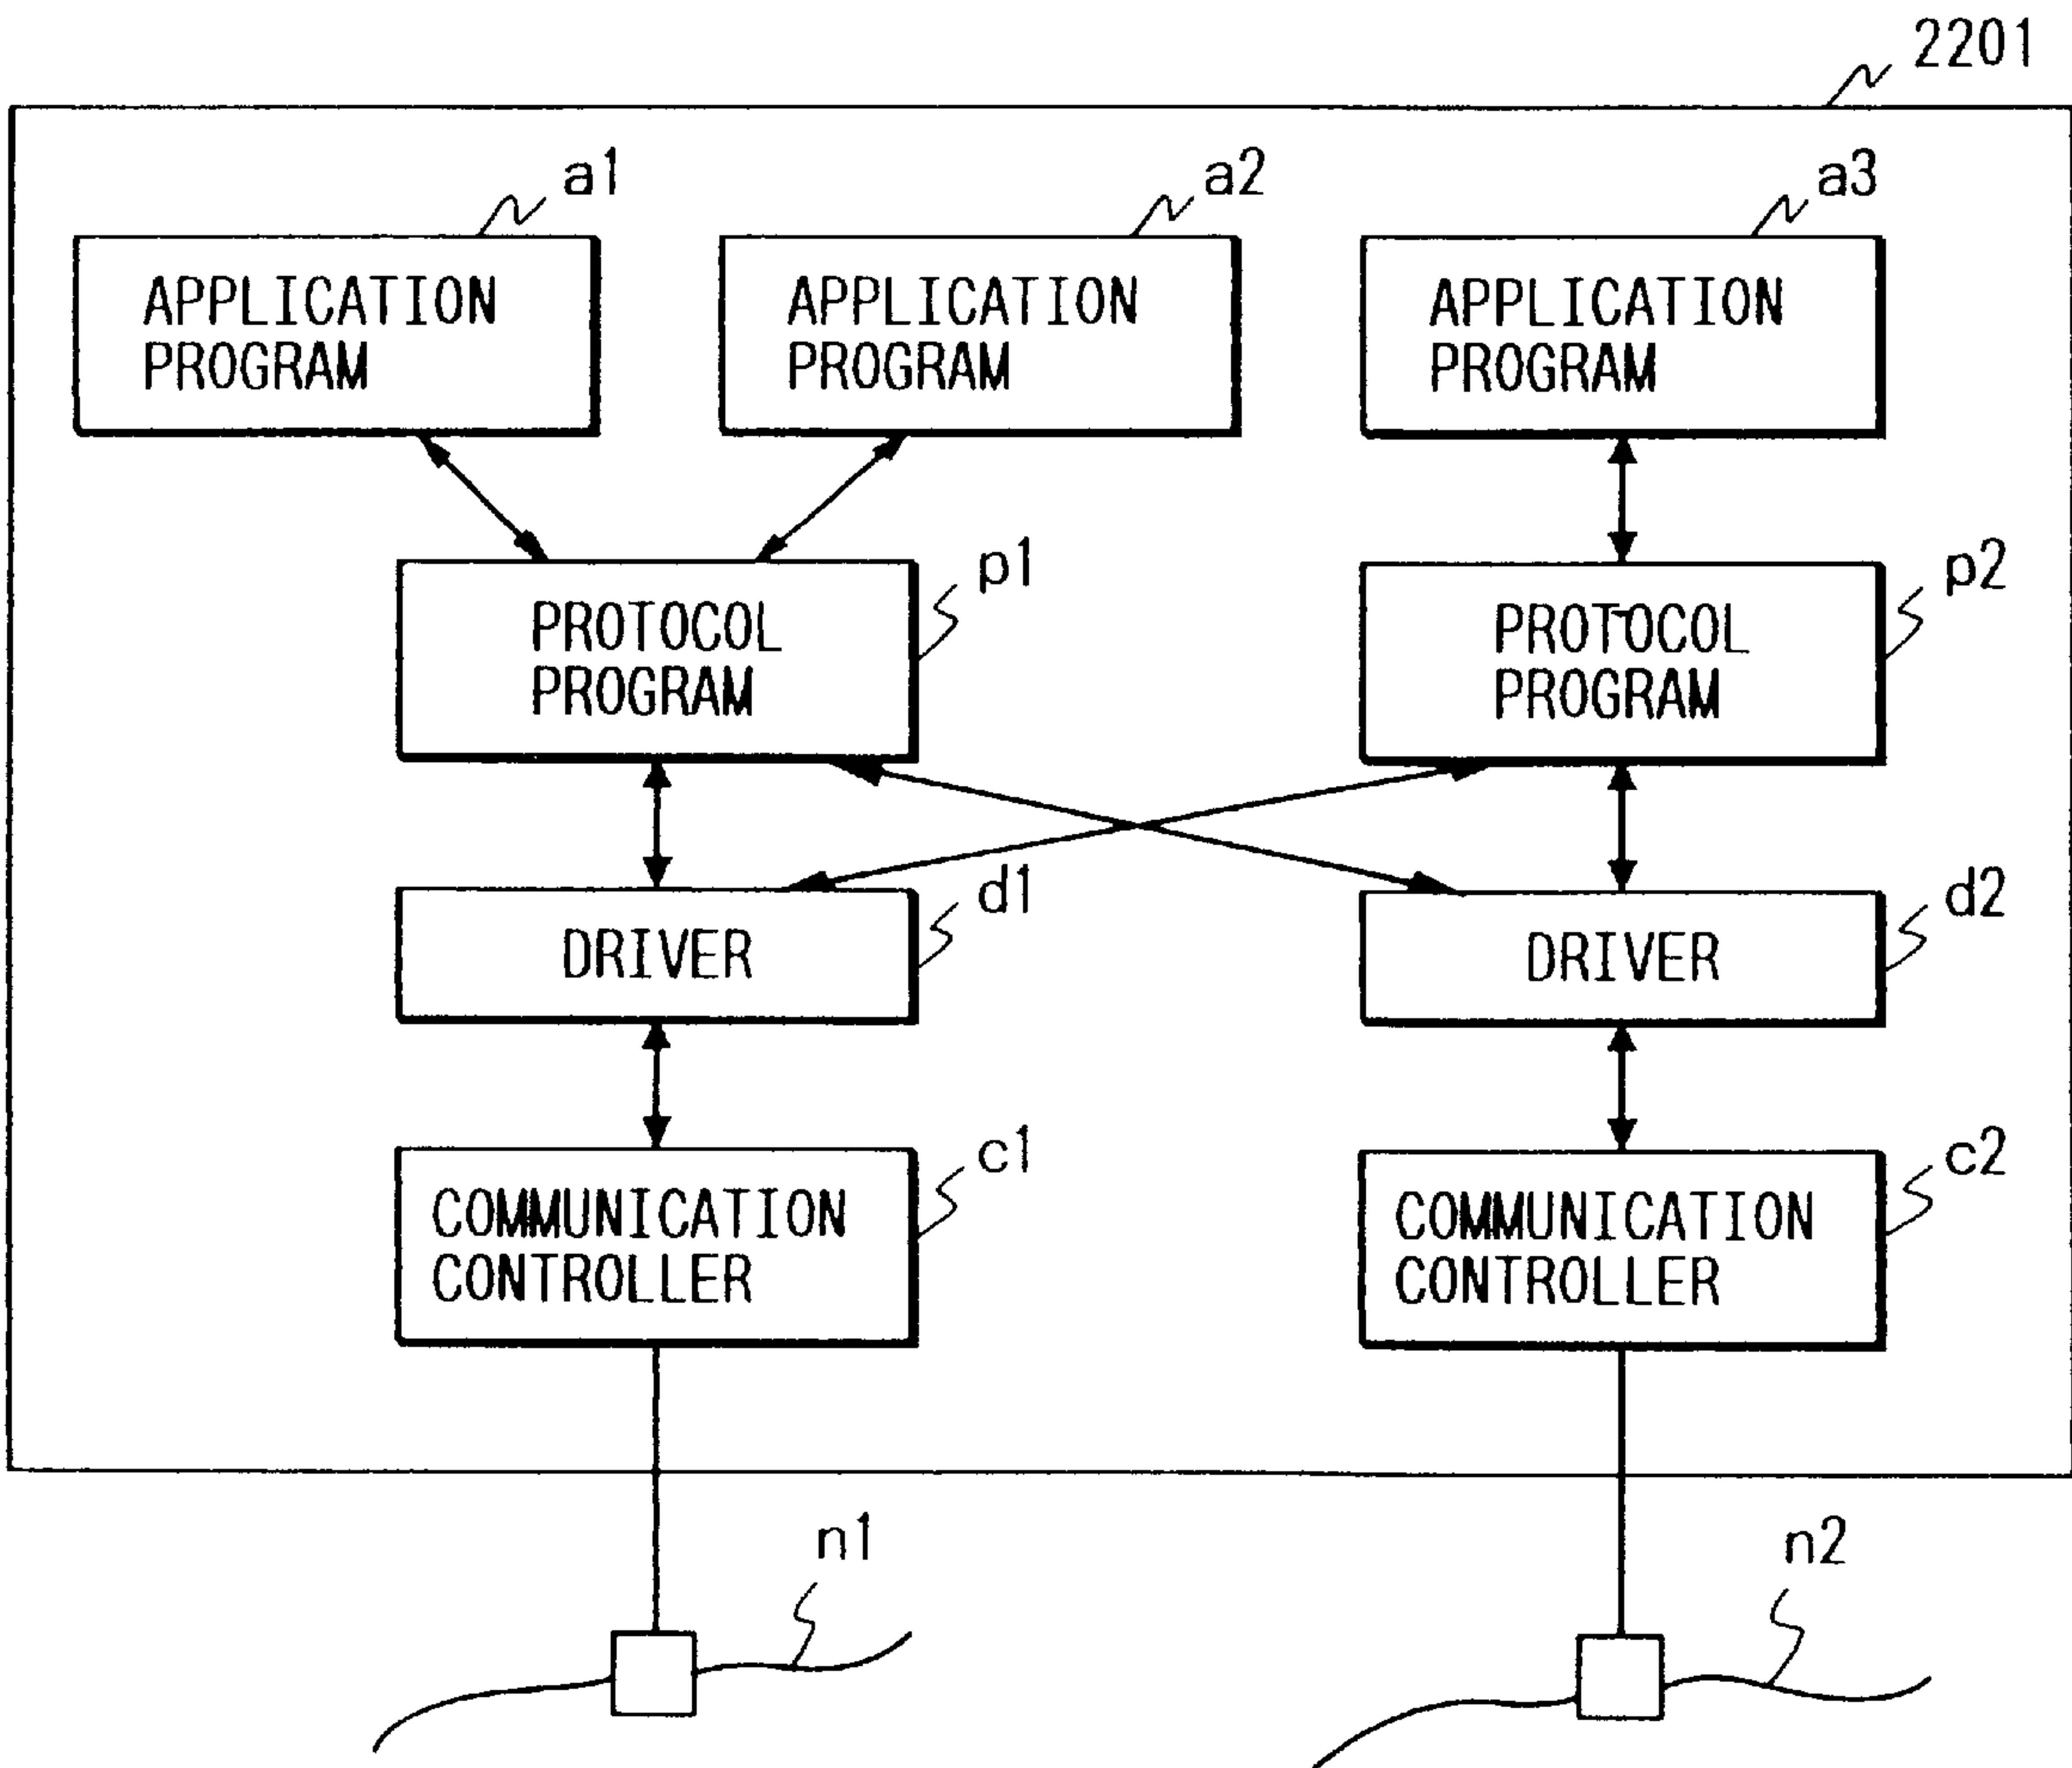 2201
a1
a2
a3
APPLICATION
PROGRAM
APPLICATION
PROGRAM
APPLICATION
PROGRAM
p1
p2
PROTOCOL
PROGRAM
PROTOCOL
PROGRAM
d1
d2
DRIVER
DRIVER
c1
c2
COMMUNICATION
CONTROLLER
COMMUNICATION
CONTROLLER
n1
n2